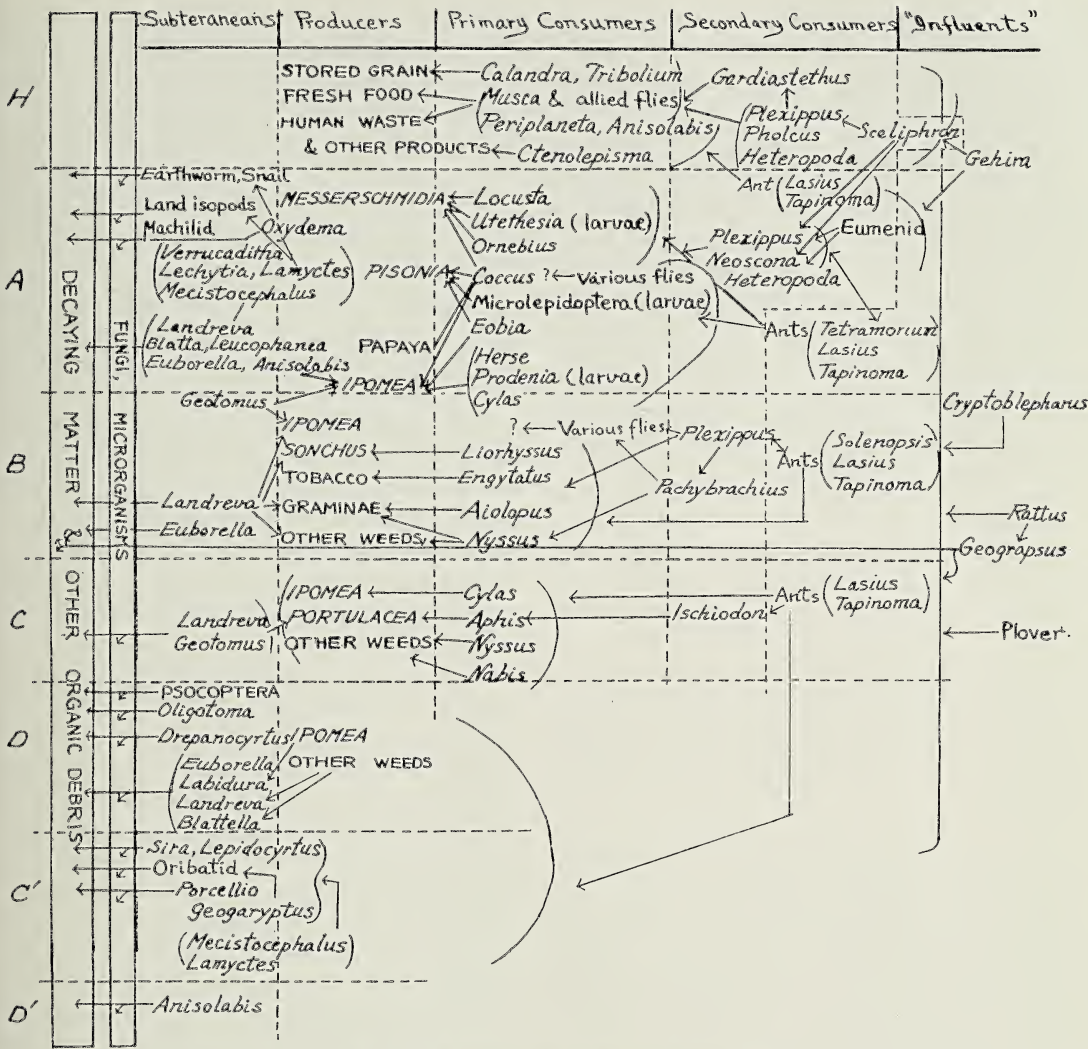 Subteraneans Producers Primary Consumers Secondary Consumers "Influents"
H
STORED GRAIN Calandra, Tribolium Gardiastethus
FRESH FOOD Musca & allied flies Plexippus
HUMAN WASTE Periplaneta, Anisolabis Pholcus Sceliphron
& OTHER PRODUCTS Ctenolepisma Heteropoda Gehira
Ant (Lasius
Tapinoma)
A
Earthworm, Snail MESSERSCHMIDIA Locusta
Land isopods Utethesia (larvae)
Machilid Oxydema Ornebius Plexippus Eumenid
(Verrucaditha Neoscona
Lechytia, Lamyctes) PISONIA Coccus ? Various flies Heteropoda
Mecistocephalus Microlepidoptera (larvae)
Landreva Eobia Ants (Tetramorium
Blatta, Leucophanea PAPAYA (Herse Lasius
Euborella, Anisolabis Prodenia (larvae) Tapinoma)
IPOMEA Cylas
Geotomus
B
IPOMEA ? Various flies Plexippus Cryptoblepharus
SONCHUS Liorhyssus Ants (Solenopsis
TOBACCO Engytatus Pachybrachius Lasius
Tapinoma)
Landreva GRAMINAE Aiolopus Rattus
Euborella OTHER WEEDS Nyssus Geograpsus
C
IPOMEA Cylas Ants (Lasius
Landreva PORTULACEA Aphis Ischiodon Tapinoma)
Geotomus OTHER WEEDS Nyssus Plover.
Nabis
D
PSOCOPTERA
Oligotoma
Drepanocyrtus IPOMEA
(Euborella OTHER WEEDS
Labidura
Landreva
Blattella
C'
Sira, Lepidocyrtus
Oribatid
Porcellio
Geogaryptus
(Mecistocephalus)
Lamyctes
D'
Anisolabis
DECAYING MATTER & OTHER ORGANIC DEBRIS
FUNGI, MICRORGANISMS